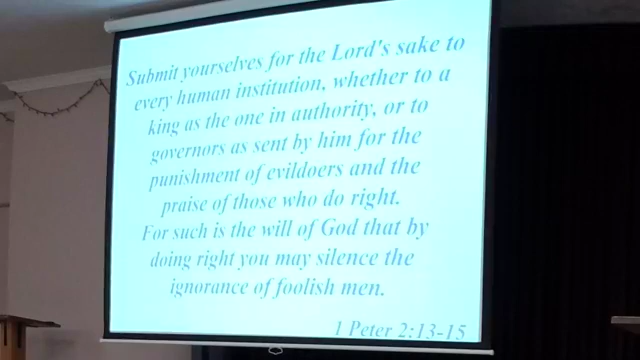 Submit yourselves for the Lord's sake to
every human institution, whether to a
king as the one in authority, or to
governors as sent by him for the
punishment of evildoers and the
praise of those who do right.
For such is the will of God that by
doing right you may silence the
ignorance of foolish men.
1 Peter 2:13-15